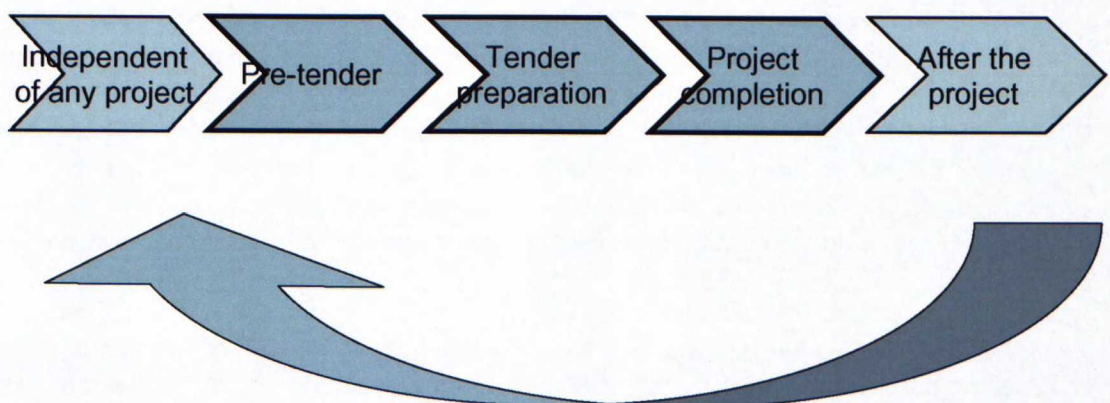 Independent
of any project
Pre-tender
Tender
preparation
Project
completion
After the
project